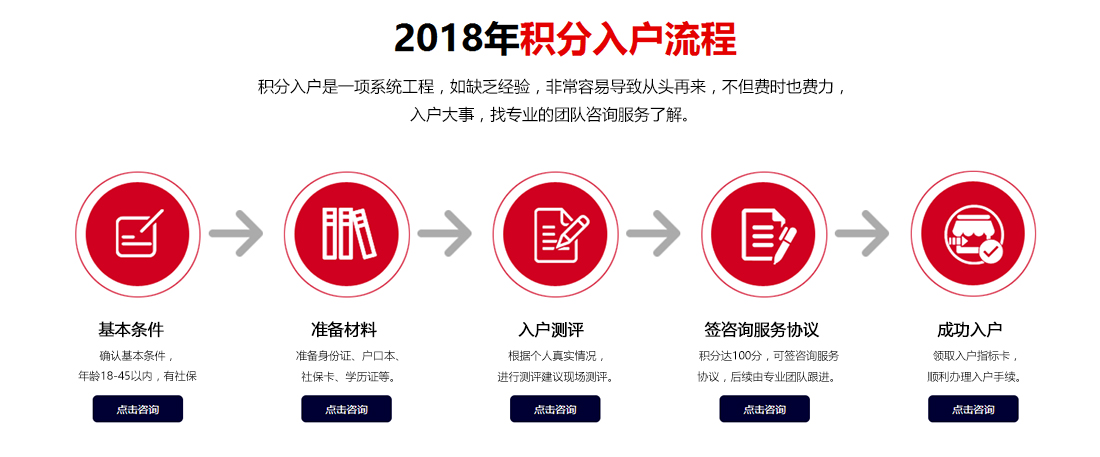 2018年积分入户流程
积分入户是一项系统工程，如缺乏经验，非常容易导致从头再来，不但费时也费力，
入户大事，找专业的团队咨询服务了解。
基本条件
确认基本条件，
年龄18-45以内，有社保
点击咨询
准备材料
准备身份证、户口本、
社保卡、学历证等。
点击咨询
入户测评
根据个人真实情况，
进行测评建议现场测评。
点击咨询
签咨询服务协议
积分达100分，可签咨询服务
协议，后续由专业团队跟进。
点击咨询
成功入户
领取入户指标卡，
顺利办理入户手续。
点击咨询